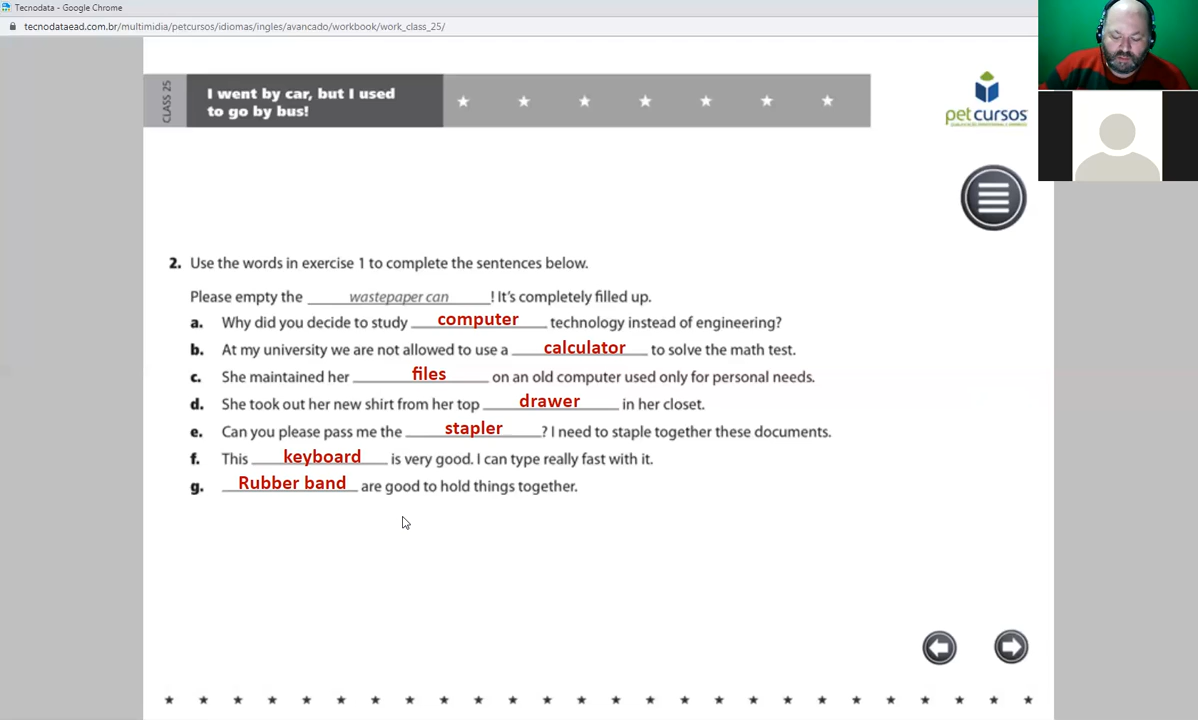 Tecnodata - Google Chrome
tecnodataead.com.br/multimidia/petcursos/idiomas/ingles/avancado/workbook/work_class_25/
CLASS 25
I went by car, but I used
to go by bus!
petcursos
2. Use the words in exercise 1 to complete the sentences below.
Please empty the wastepaper can ! It's completely filled up.
a. Why did you decide to study computer technology instead of engineering?
b. At my university we are not allowed to use a calculator to solve the math test.
c. She maintained her files on an old computer used only for personal needs.
d. She took out her new shirt from her top drawer in her closet.
e. Can you please pass me the stapler ? I need to staple together these documents.
f. This keyboard is very good. I can type really fast with it.
g. Rubber band are good to hold things together.